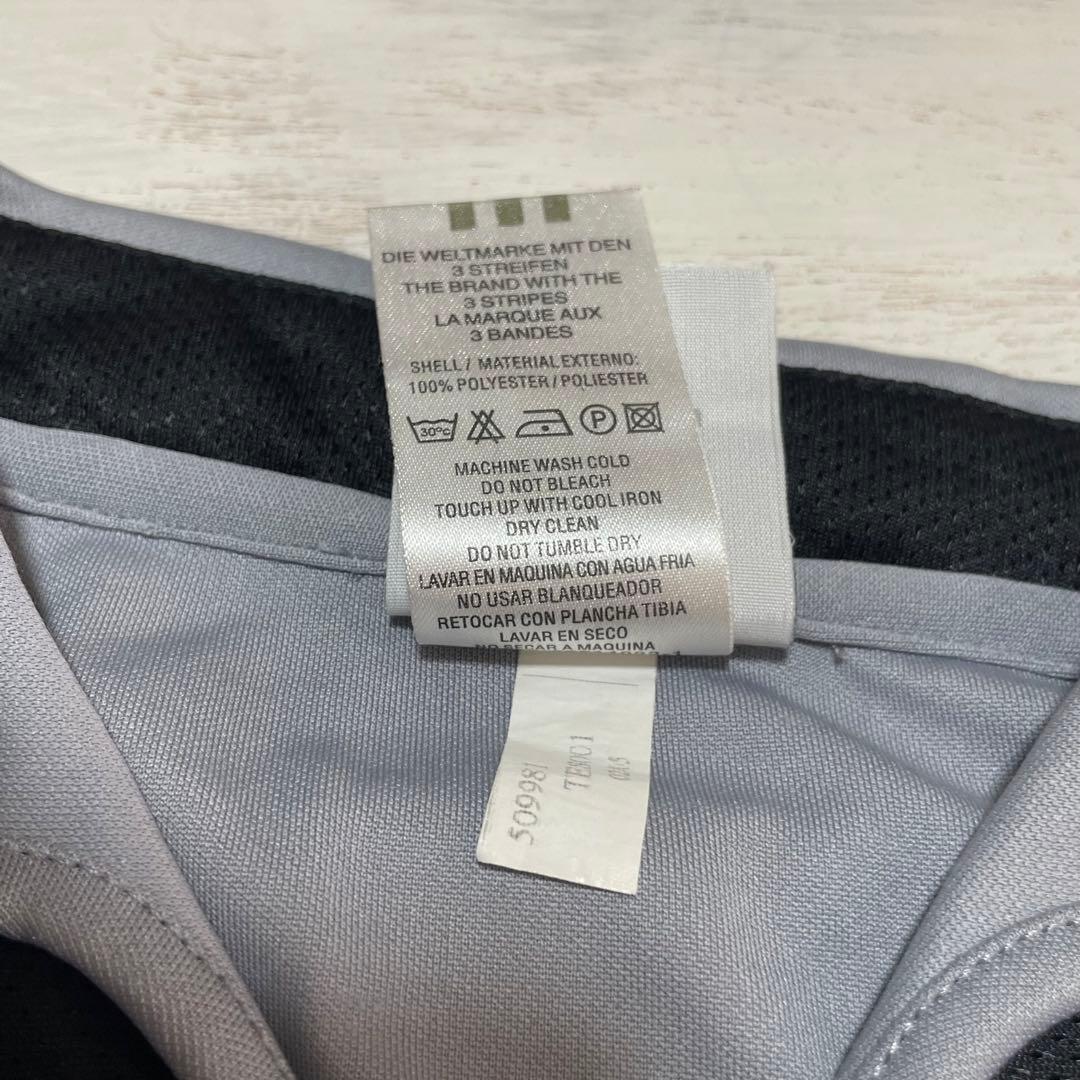 DIE WELTMARKE MIT DEN
3 STREIFEN
THE BRAND WITH THE
3 STRIPES
LA MARQUE AUX
3 BANDES
SHELL / MATERIAL EXTERNO:
100% POLYESTER / POLIESTER
30°C P
MACHINE WASH COLD
DO NOT BLEACH
TOUCH UP WITH COOL IRON
DRY CLEAN
DO NOT TUMBLE DRY
LAVAR EN MAQUINA CON AGUA FRIA
NO USAR BLANQUEADOR
RETOCAR CON PLANCHA TIBIA
LAVAR EN SECO
NO SECAR A MAQUINA
509981